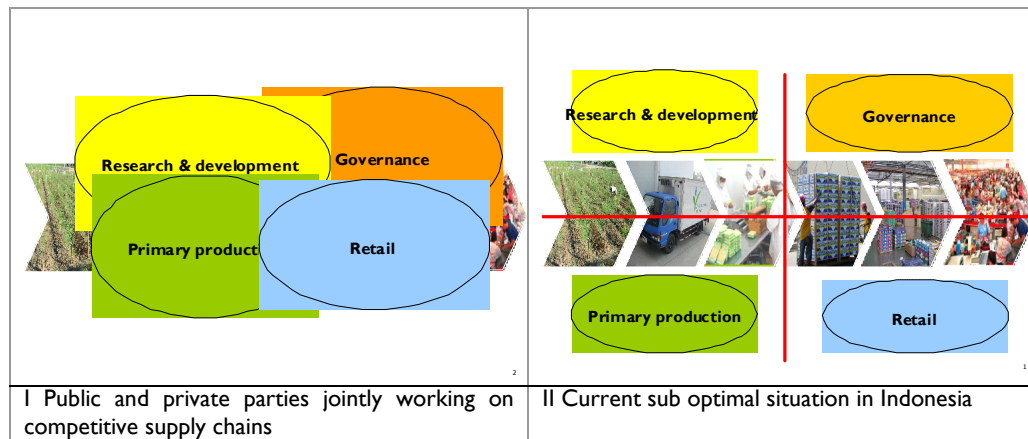 Research & development
Governance
Primary product
Retail
2
I Public and private parties jointly working on
competitive supply chains
Research & development
Governance
Primary production
Retail
1
II Current sub optimal situation in Indonesia